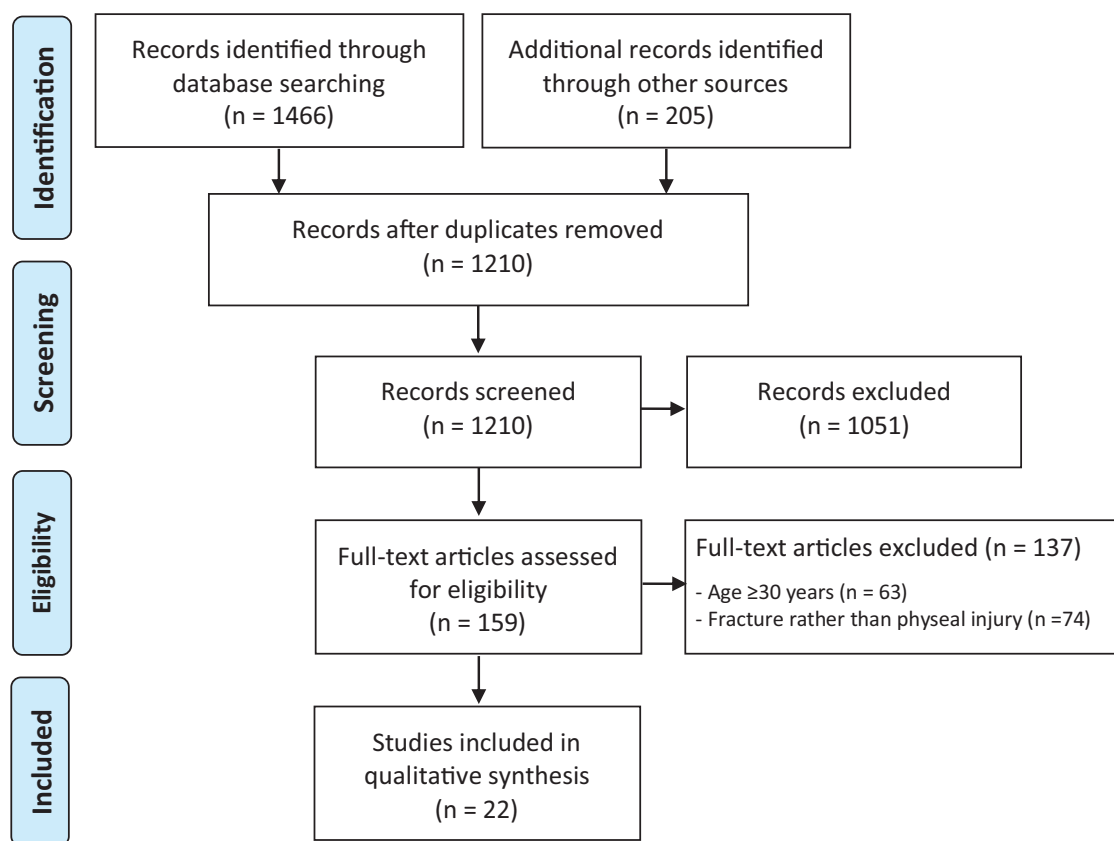 Identification
Records identified through
database searching
(n = 1466)
Additional records identified
through other sources
(n = 205)
Records after duplicates removed
(n = 1210)
Screening
Records screened
(n = 1210)
Records excluded
(n = 1051)
Eligibility
Full-text articles assessed
for eligibility
(n = 159)
Full-text articles excluded (n = 137)
- Age ≥30 years (n = 63)
- Fracture rather than physeal injury (n =74)
Included
Studies included in
qualitative synthesis
(n = 22)